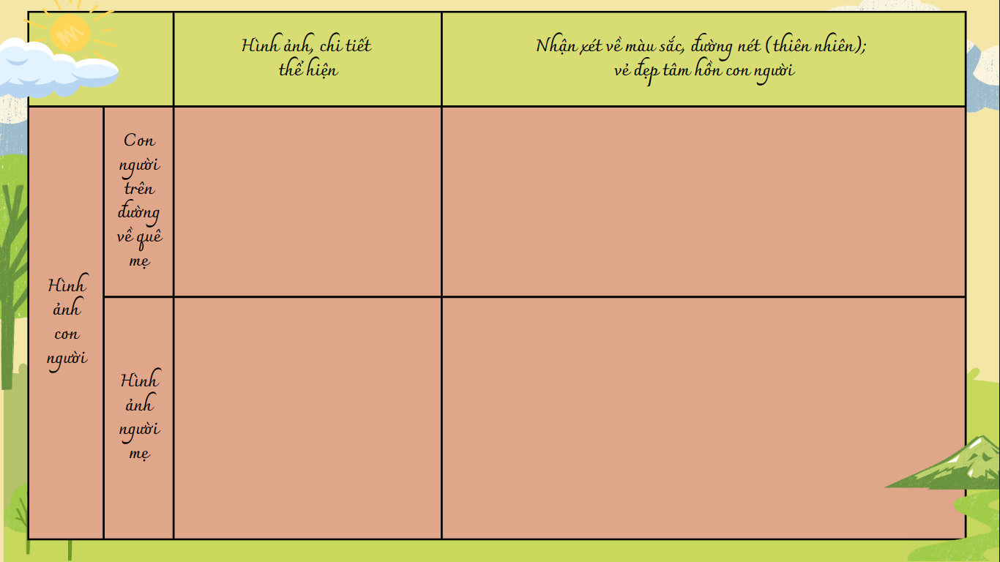 Hình ảnh, chi tiết
thể hiện
Nhận xét về màu sắc, đường nét (thiên nhiên);
vẻ đẹp tâm hồn con người
Hình
ảnh
con
người
Con
người
trên
đường
về quê
mẹ
Hình
ảnh
người
mẹ